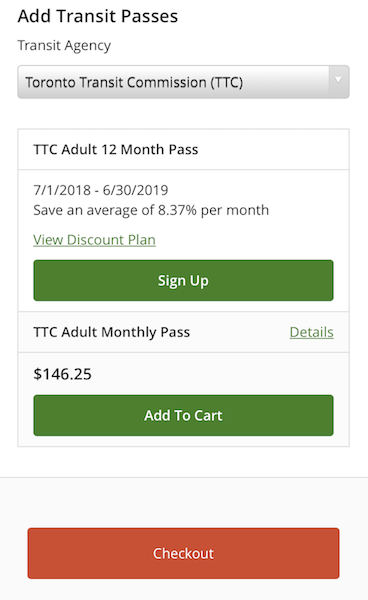 Add Transit Passes
Transit Agency
Toronto Transit Commission (TTC)
TTC Adult 12 Month Pass
7/1/2018 - 6/30/2019
Save an average of 8.37% per month
View Discount Plan
Sign Up
TTC Adult Monthly Pass Details
$146.25
Add To Cart
Checkout